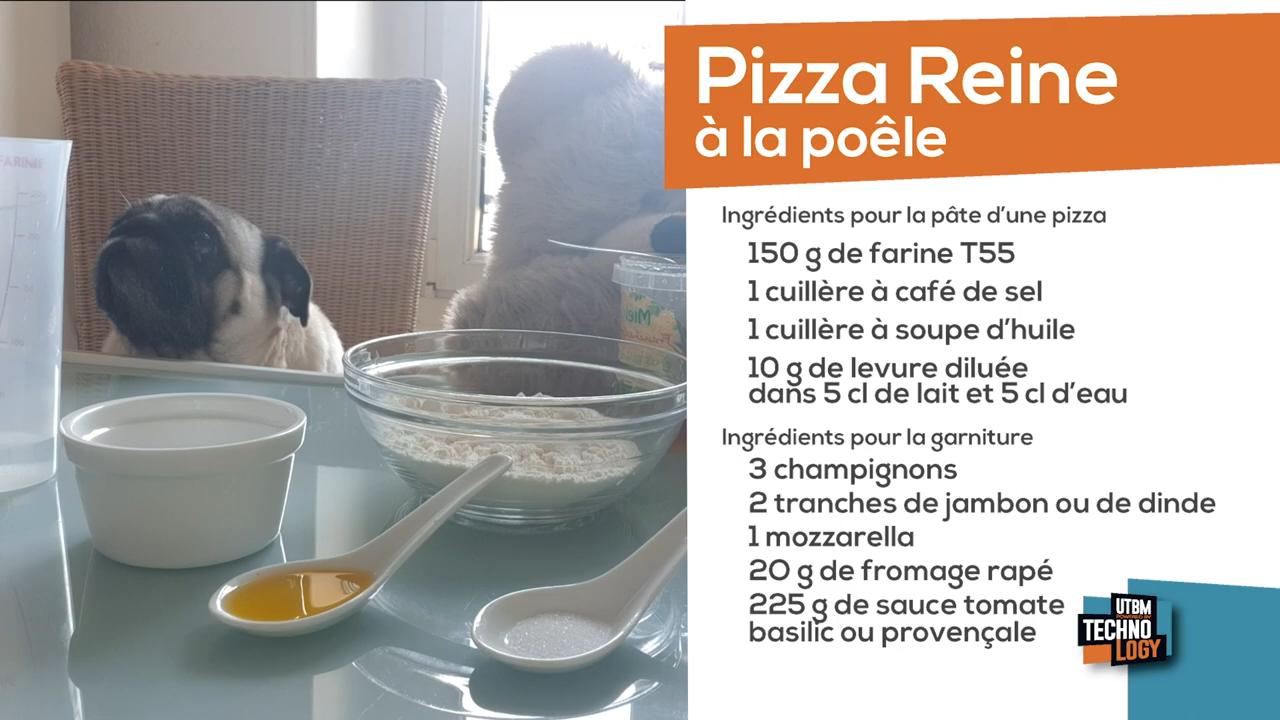 Pizza Reine
à la poêle
Ingrédients pour la pâte d'une pizza
150 g de farine T55
1 cuillère à café de sel
1 cuillère à soupe d'huile
10 g de levure diluée
dans 5 cl de lait et 5 cl d'eau
Ingrédients pour la garniture
3 champignons
2 tranches de jambon ou de dinde
1 mozzarella
20 g de fromage rapé
225 g de sauce tomate
basilic ou provençale
UTBM
POWERED BY
TECHNO
LOGY
FARINE
Miel